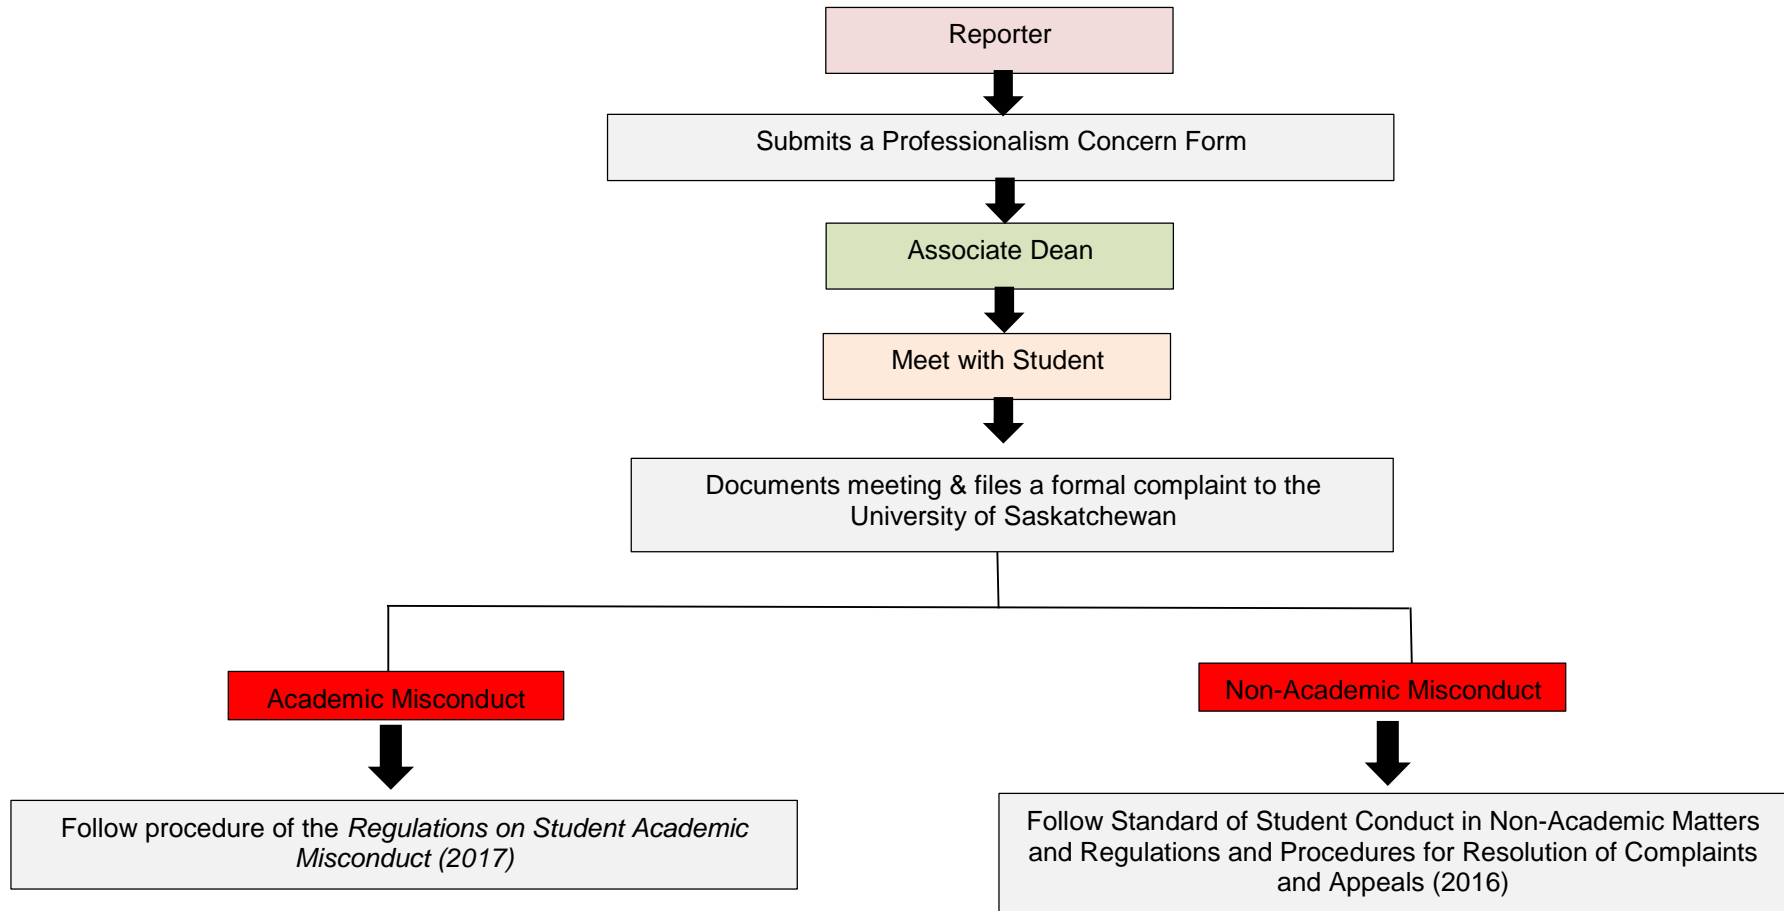 Reporter
Submits a Professionalism Concern Form
Associate Dean
Meet with Student
Documents meeting & files a formal complaint to the
University of Saskatchewan
Academic Misconduct
Non-Academic Misconduct
Follow procedure of the Regulations on Student Academic
Misconduct (2017)
Follow Standard of Student Conduct in Non-Academic Matters
and Regulations and Procedures for Resolution of Complaints
and Appeals (2016)